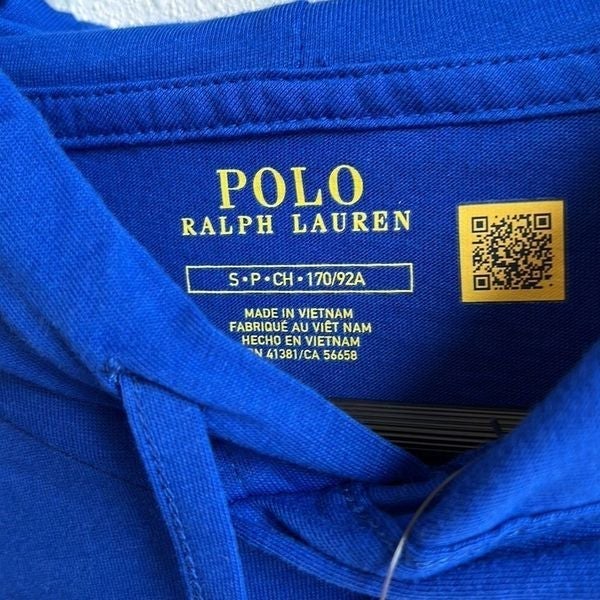 POLO
RALPH LAUREN
S•P•CH•170/92A
MADE IN VIETNAM
FABRIQUÉ AU VIÊT NAM
HECHO EN VIETNAM
41381/CA 56658